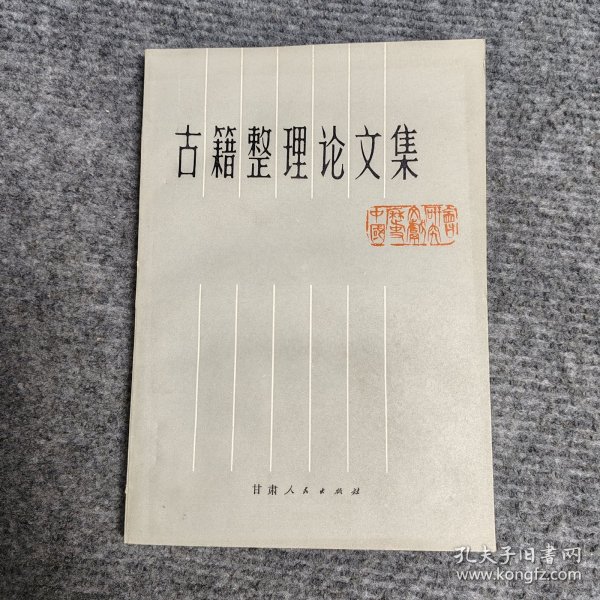 古籍整理论文集
中國歷史文獻研究會
甘肃人民出版社
孔夫子旧书网
www.kongfz.com